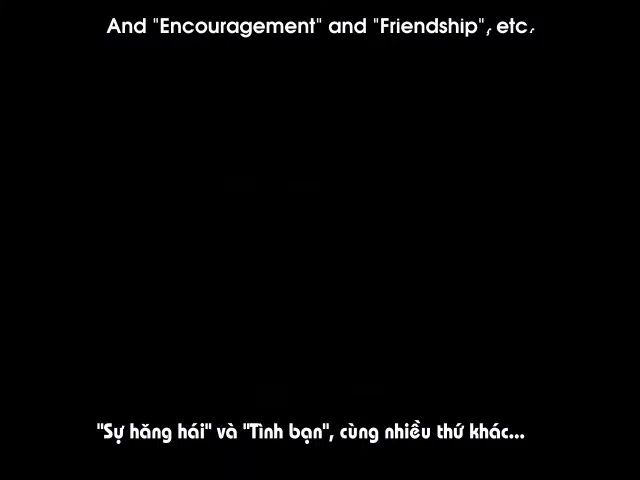 And "Encouragement" and "Friendship", etc.
"Sự hăng hái" và "Tình bạn", cùng nhiều thứ khác...